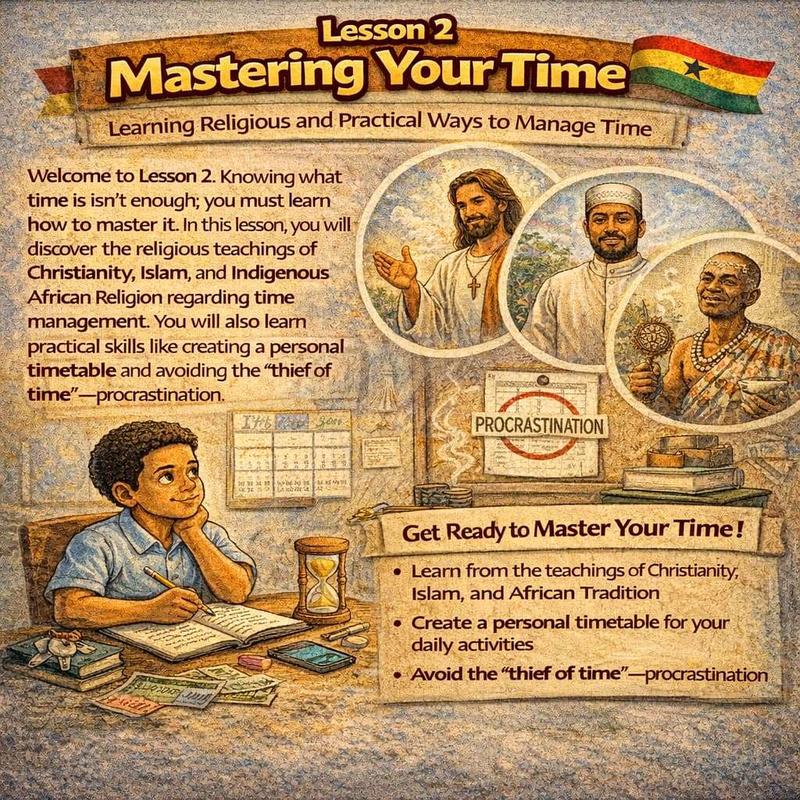 Lesson 2
Mastering Your Time
Learning Religious and Practical Ways to Manage Time
Welcome to Lesson 2. Knowing what
time is isn't enough; you must learn
how to master it. In this lesson, you will
discover the religious teachings of
Christianity, Islam, and Indigenous
African Religion regarding time
management. You will also learn
practical skills like creating a personal
timetable and avoiding the "thief of
time"—procrastination.
PROCRASTINATION
Get Ready to Master Your Time!
• Learn from the teachings of Christianity,
Islam, and African Tradition
• Create a personal timetable for your
daily activities
• Avoid the "thief of time"—procrastination